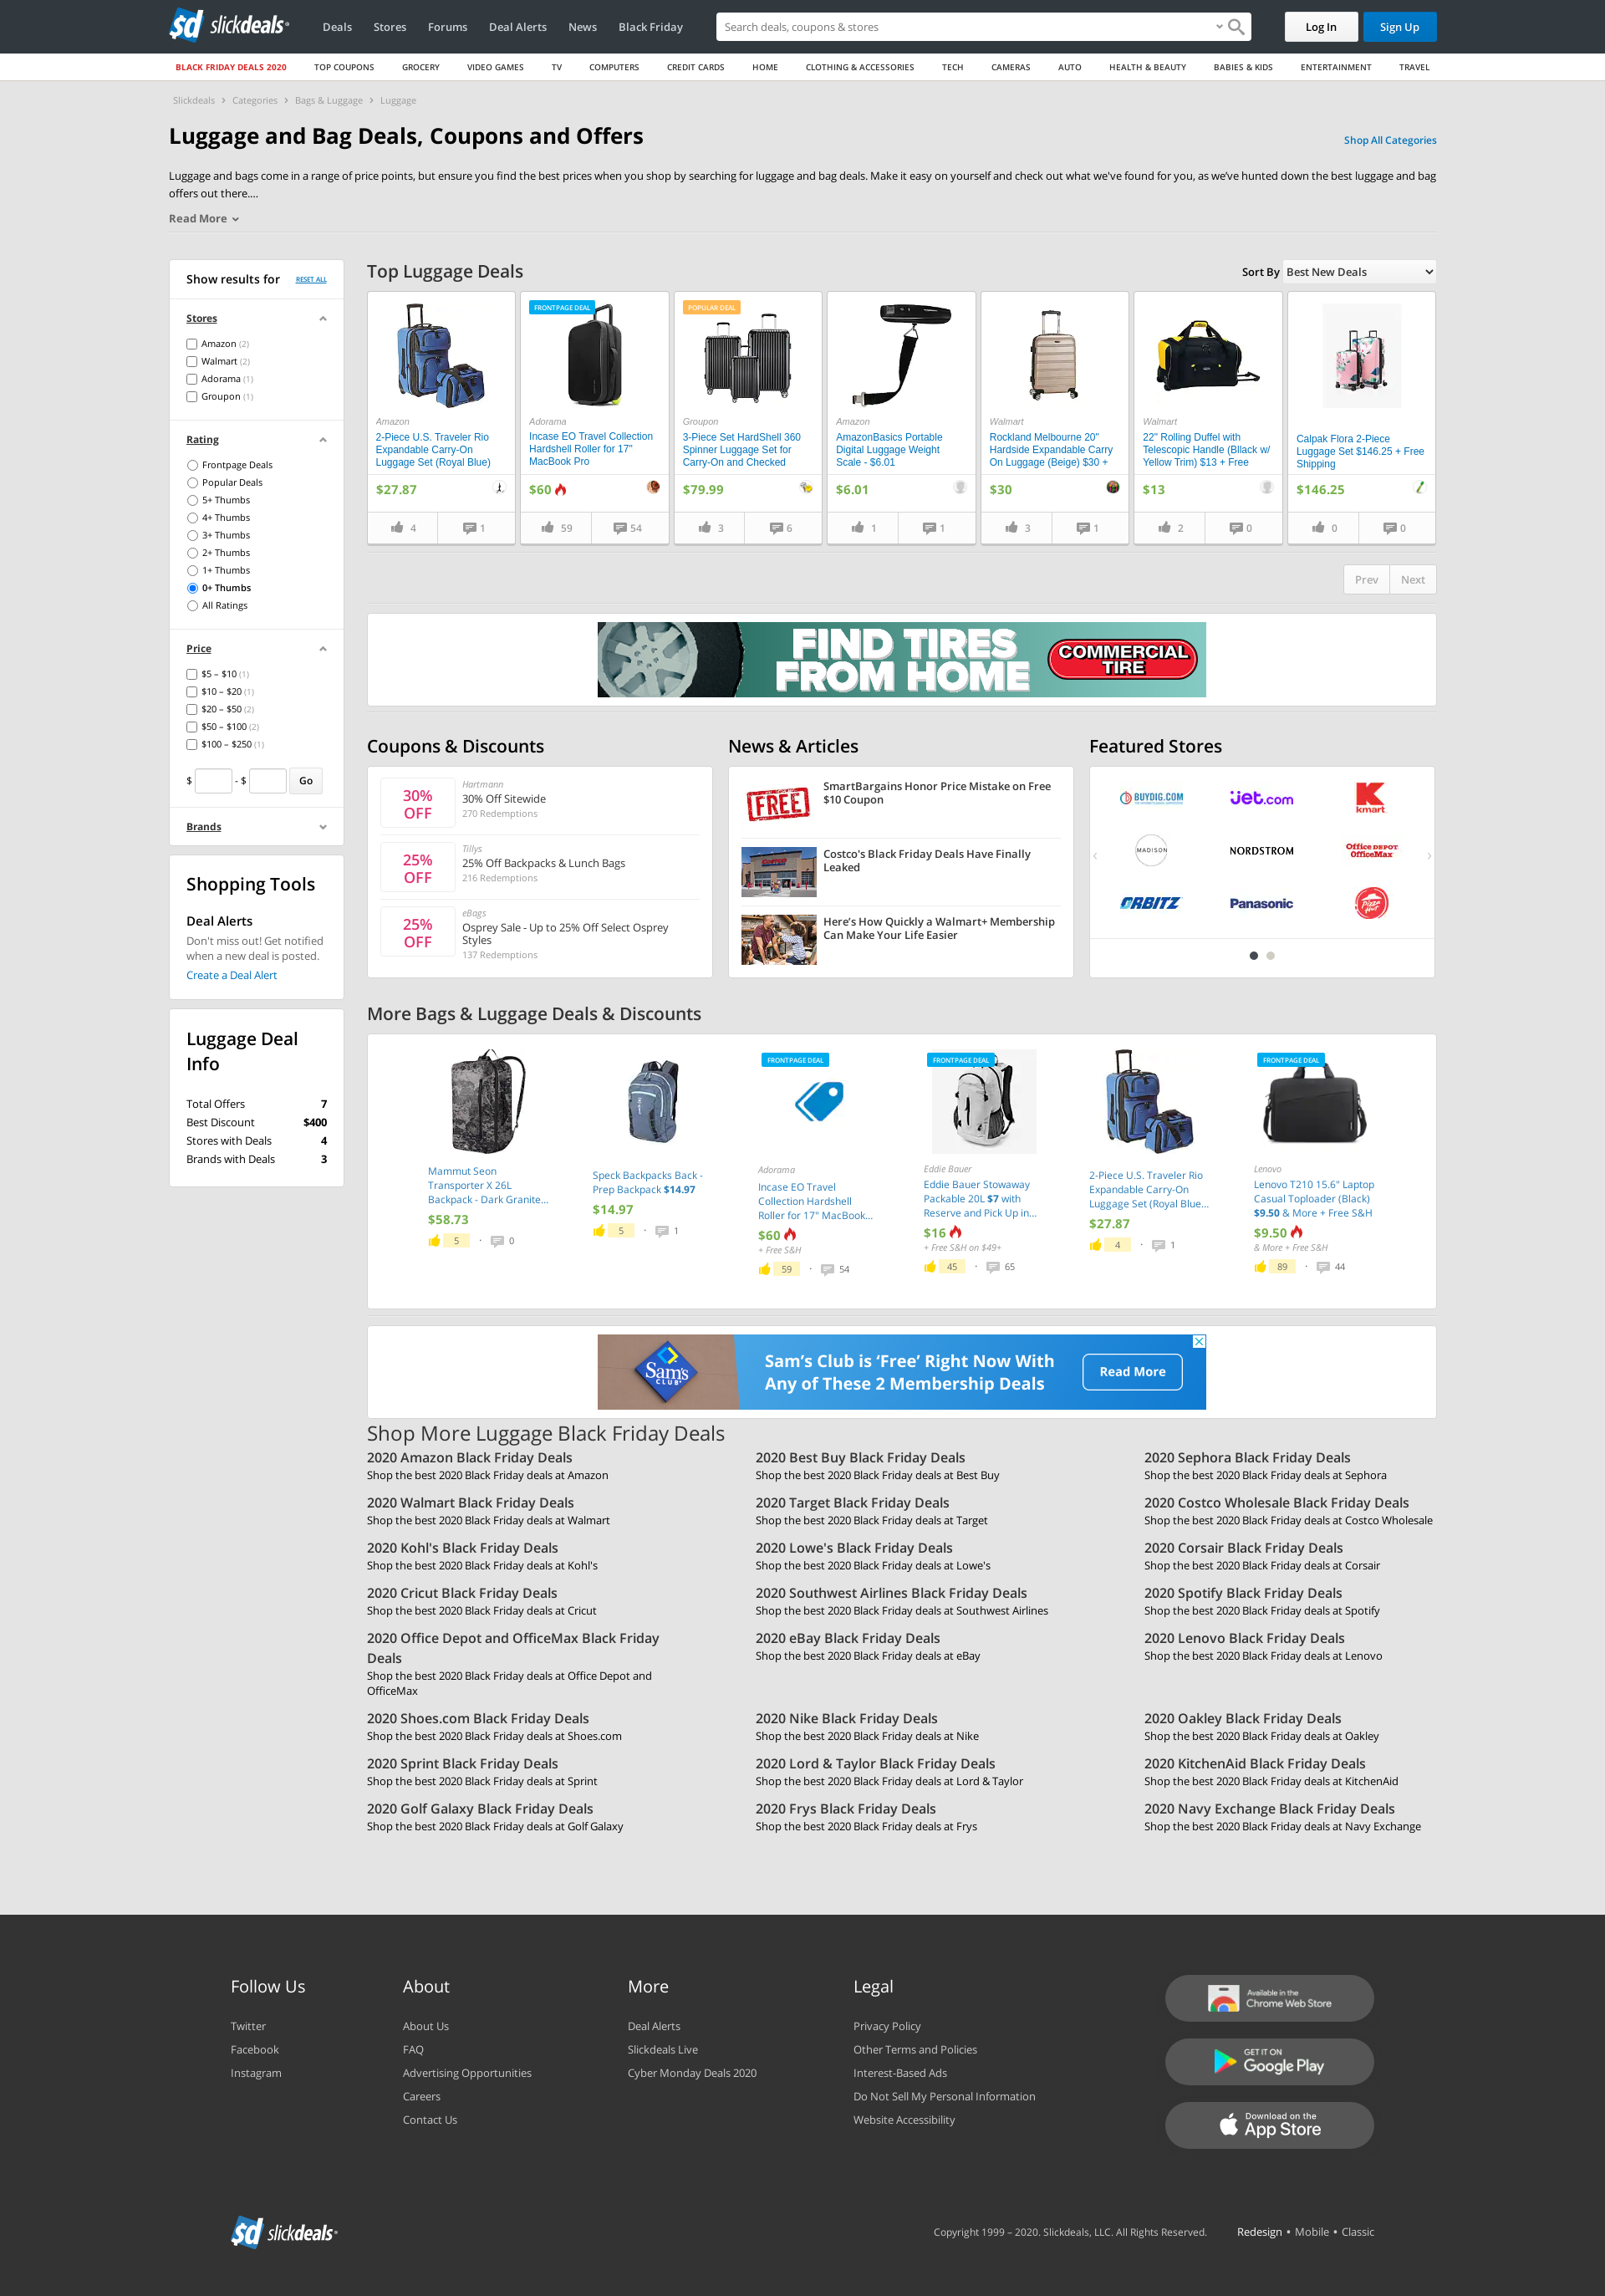 sd slickdeals
Deals
Stores
Forums
Deal Alerts
News
Black Friday
Search deals, coupons & stores
Log In
Sign Up
BLACK FRIDAY DEALS 2020
TOP COUPONS
GROCERY
VIDEO GAMES
TV
COMPUTERS
CREDIT CARDS
HOME
CLOTHING & ACCESSORIES
TECH
CAMERAS
AUTO
HEALTH & BEAUTY
BABIES & KIDS
ENTERTAINMENT
TRAVEL
Slickdeals › Categories › Bags & Luggage › Luggage
Luggage and Bag Deals, Coupons and Offers
Shop All Categories
Luggage and bags come in a range of price points, but ensure you find the best prices when you shop by searching for luggage and bag deals. Make it easy on yourself and check out what we've found for you, as we’ve hunted down the best luggage and bag
offers out there....
Read More
Show results for
RESET ALL
Stores
Amazon (2)
Walmart (2)
Adorama (1)
Groupon (1)
Rating
Frontpage Deals
Popular Deals
5+ Thumbs
4+ Thumbs
3+ Thumbs
2+ Thumbs
1+ Thumbs
0+ Thumbs
All Ratings
Price
$5 – $10 (1)
$10 – $20 (1)
$20 – $50 (2)
$50 – $100 (2)
$100 – $250 (1)
$ - $ Go
Brands
Shopping Tools
Deal Alerts
Don't miss out! Get notified
when a new deal is posted.
Create a Deal Alert
Luggage Deal
Info
Total Offers 7
Best Discount $400
Stores with Deals 4
Brands with Deals 3
Top Luggage Deals
Sort By Best New Deals
Amazon
2-Piece U.S. Traveler Rio
Expandable Carry-On
Luggage Set (Royal Blue)
$27.87
4
1
FRONTPAGE DEAL
Adorama
Incase EO Travel Collection
Hardshell Roller for 17"
MacBook Pro
$60
59
54
POPULAR DEAL
Groupon
3-Piece Set HardShell 360
Spinner Luggage Set for
Carry-On and Checked
$79.99
3
6
Amazon
AmazonBasics Portable
Digital Luggage Weight
Scale - $6.01
$6.01
1
1
Walmart
Rockland Melbourne 20"
Hardside Expandable Carry
On Luggage (Beige) $30 +
$30
3
1
Walmart
22" Rolling Duffel with
Telescopic Handle (Bllack w/
Yellow Trim) $13 + Free
$13
2
0
Calpak Flora 2-Piece
Luggage Set $146.25 + Free
Shipping
$146.25
0
0
Prev
Next
FIND TIRES
FROM HOME
COMMERCIAL
TIRE
Coupons & Discounts
30%
OFF
Hartmann
30% Off Sitewide
270 Redemptions
25%
OFF
Tillys
25% Off Backpacks & Lunch Bags
216 Redemptions
25%
OFF
eBags
Osprey Sale - Up to 25% Off Select Osprey
Styles
137 Redemptions
News & Articles
FREE
SmartBargains Honor Price Mistake on Free
$10 Coupon
Costco's Black Friday Deals Have Finally
Leaked
Here’s How Quickly a Walmart+ Membership
Can Make Your Life Easier
Featured Stores
BUYDIG.COM
jet.com
kmart
MADISON
NORDSTROM
Office DEPOT
OfficeMax
ORBITZ
Panasonic
Pizza Hut
More Bags & Luggage Deals & Discounts
Mammut Seon
Transporter X 26L
Backpack - Dark Granite...
$58.73
5 · 0
Speck Backpacks Back -
Prep Backpack $14.97
$14.97
5 · 1
FRONTPAGE DEAL
Adorama
Incase EO Travel
Collection Hardshell
Roller for 17" MacBook...
$60
+ Free S&H
59 · 54
FRONTPAGE DEAL
Eddie Bauer
Eddie Bauer Stowaway
Packable 20L $7 with
Reserve and Pick Up in...
$16
+ Free S&H on $49+
45 · 65
2-Piece U.S. Traveler Rio
Expandable Carry-On
Luggage Set (Royal Blue...
$27.87
4 · 1
FRONTPAGE DEAL
Lenovo
Lenovo T210 15.6" Laptop
Casual Toploader (Black)
$9.50 & More + Free S&H
$9.50
& More + Free S&H
89 · 44
Sam's
CLUB
Sam’s Club is ‘Free’ Right Now With
Any of These 2 Membership Deals
Read More
Shop More Luggage Black Friday Deals
2020 Amazon Black Friday Deals
Shop the best 2020 Black Friday deals at Amazon
2020 Best Buy Black Friday Deals
Shop the best 2020 Black Friday deals at Best Buy
2020 Sephora Black Friday Deals
Shop the best 2020 Black Friday deals at Sephora
2020 Walmart Black Friday Deals
Shop the best 2020 Black Friday deals at Walmart
2020 Target Black Friday Deals
Shop the best 2020 Black Friday deals at Target
2020 Costco Wholesale Black Friday Deals
Shop the best 2020 Black Friday deals at Costco Wholesale
2020 Kohl's Black Friday Deals
Shop the best 2020 Black Friday deals at Kohl's
2020 Lowe's Black Friday Deals
Shop the best 2020 Black Friday deals at Lowe's
2020 Corsair Black Friday Deals
Shop the best 2020 Black Friday deals at Corsair
2020 Cricut Black Friday Deals
Shop the best 2020 Black Friday deals at Cricut
2020 Southwest Airlines Black Friday Deals
Shop the best 2020 Black Friday deals at Southwest Airlines
2020 Spotify Black Friday Deals
Shop the best 2020 Black Friday deals at Spotify
2020 Office Depot and OfficeMax Black Friday
Deals
Shop the best 2020 Black Friday deals at Office Depot and
OfficeMax
2020 eBay Black Friday Deals
Shop the best 2020 Black Friday deals at eBay
2020 Lenovo Black Friday Deals
Shop the best 2020 Black Friday deals at Lenovo
2020 Shoes.com Black Friday Deals
Shop the best 2020 Black Friday deals at Shoes.com
2020 Nike Black Friday Deals
Shop the best 2020 Black Friday deals at Nike
2020 Oakley Black Friday Deals
Shop the best 2020 Black Friday deals at Oakley
2020 Sprint Black Friday Deals
Shop the best 2020 Black Friday deals at Sprint
2020 Lord & Taylor Black Friday Deals
Shop the best 2020 Black Friday deals at Lord & Taylor
2020 KitchenAid Black Friday Deals
Shop the best 2020 Black Friday deals at KitchenAid
2020 Golf Galaxy Black Friday Deals
Shop the best 2020 Black Friday deals at Golf Galaxy
2020 Frys Black Friday Deals
Shop the best 2020 Black Friday deals at Frys
2020 Navy Exchange Black Friday Deals
Shop the best 2020 Black Friday deals at Navy Exchange
Follow Us
Twitter
Facebook
Instagram
About
About Us
FAQ
Advertising Opportunities
Careers
Contact Us
More
Deal Alerts
Slickdeals Live
Cyber Monday Deals 2020
Legal
Privacy Policy
Other Terms and Policies
Interest-Based Ads
Do Not Sell My Personal Information
Website Accessibility
Available in the
Chrome Web Store
GET IT ON
Google Play
Download on the
App Store
sd slickdeals
Copyright 1999 – 2020. Slickdeals, LLC. All Rights Reserved.
Redesign • Mobile • Classic